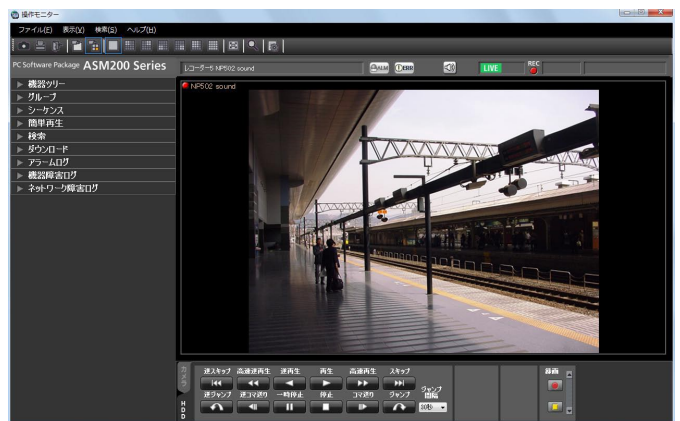 操作モニター
ファイル(E) 表示(V) 検索(S) ヘルプ(H)
PC Software Package ASM200 Series
レコーダー5 NP502 sound
ALM
ERR
LIVE
REC
機器ツリー
グループ
シーケンス
簡単再生
検索
ダウンロード
アラームログ
機器障害ログ
ネットワーク障害ログ
NP502 sound
カメラ
HDD
逆スキップ 高速逆再生 逆再生 再生 高速再生 スキップ
逆ジャンプ 逆コマ送り 一時停止 停止 コマ送り ジャンプ
ジャンプ
間隔
30秒
録画